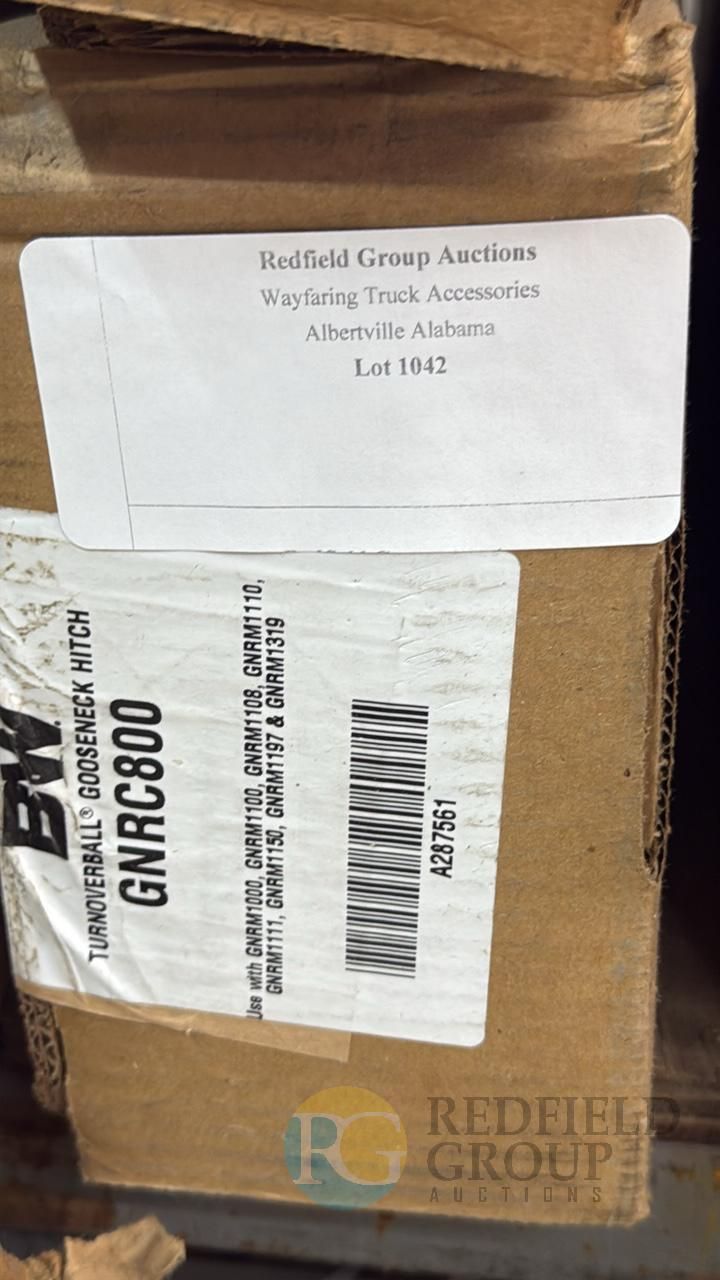 Redfield Group Auctions
Wayfaring Truck Accessories
Albertville Alabama
Lot 1042
BW
TURNOVERBALL® GOOSENECK HITCH
GNRC800
Use with GNRM1000, GNRM1100, GNRM1108, GNRM1110,
GNRM1111, GNRM1150, GNRM1197 & GNRM1319
A287561
RG
REDFIELD
GROUP
AUCTIONS